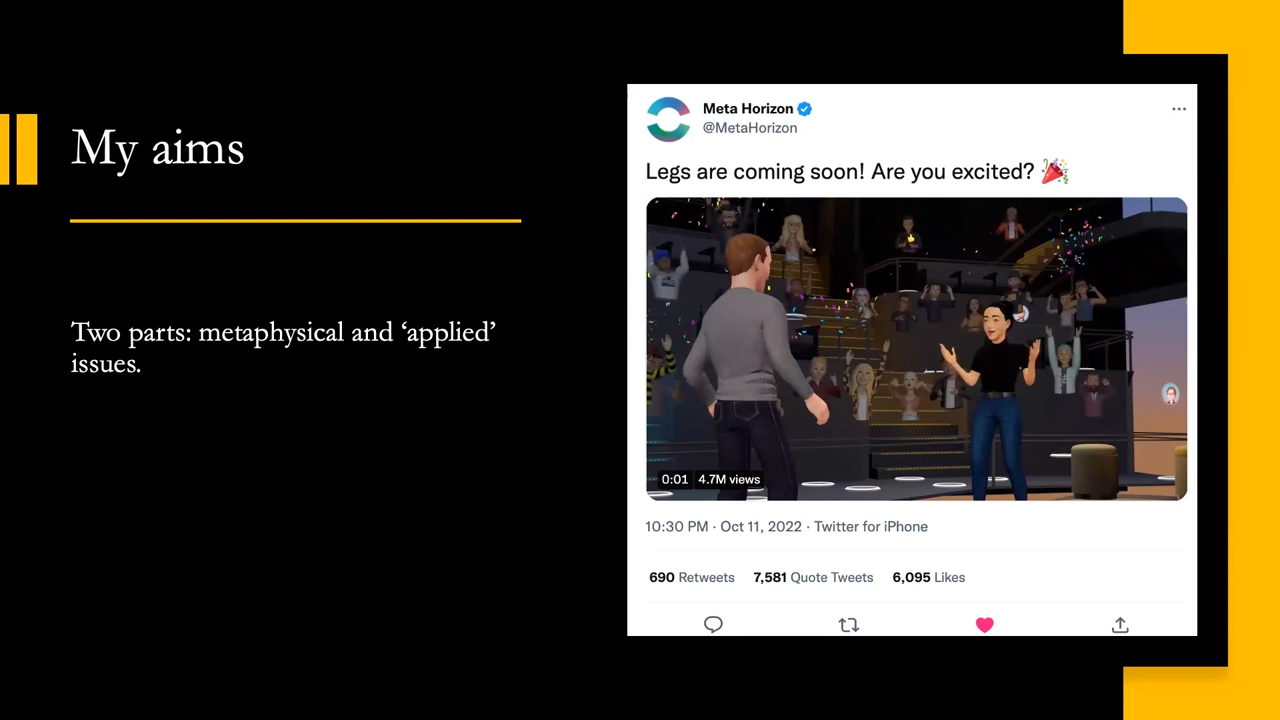 My aims
Two parts: metaphysical and ‘applied’
issues.
Meta Horizon
@MetaHorizon
Legs are coming soon! Are you excited? 🎉
0:01 4.7M views
10:30 PM · Oct 11, 2022 · Twitter for iPhone
690 Retweets 7,581 Quote Tweets 6,095 Likes